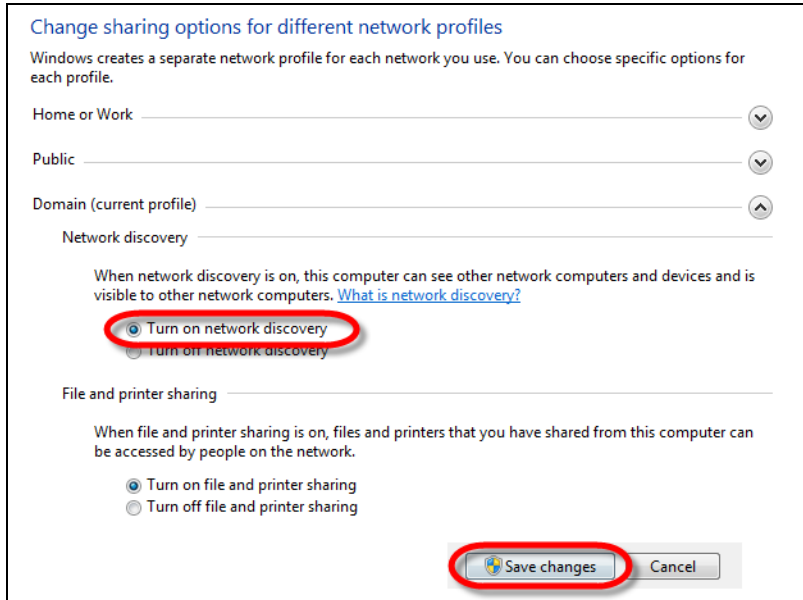 Change sharing options for different network profiles
Windows creates a separate network profile for each network you use. You can choose specific options for
each profile.
Home or Work
Public
Domain (current profile)
Network discovery
When network discovery is on, this computer can see other network computers and devices and is
visible to other network computers. What is network discovery?
Turn on network discovery
Turn off network discovery
File and printer sharing
When file and printer sharing is on, files and printers that you have shared from this computer can
be accessed by people on the network.
Turn on file and printer sharing
Turn off file and printer sharing
Save changes
Cancel